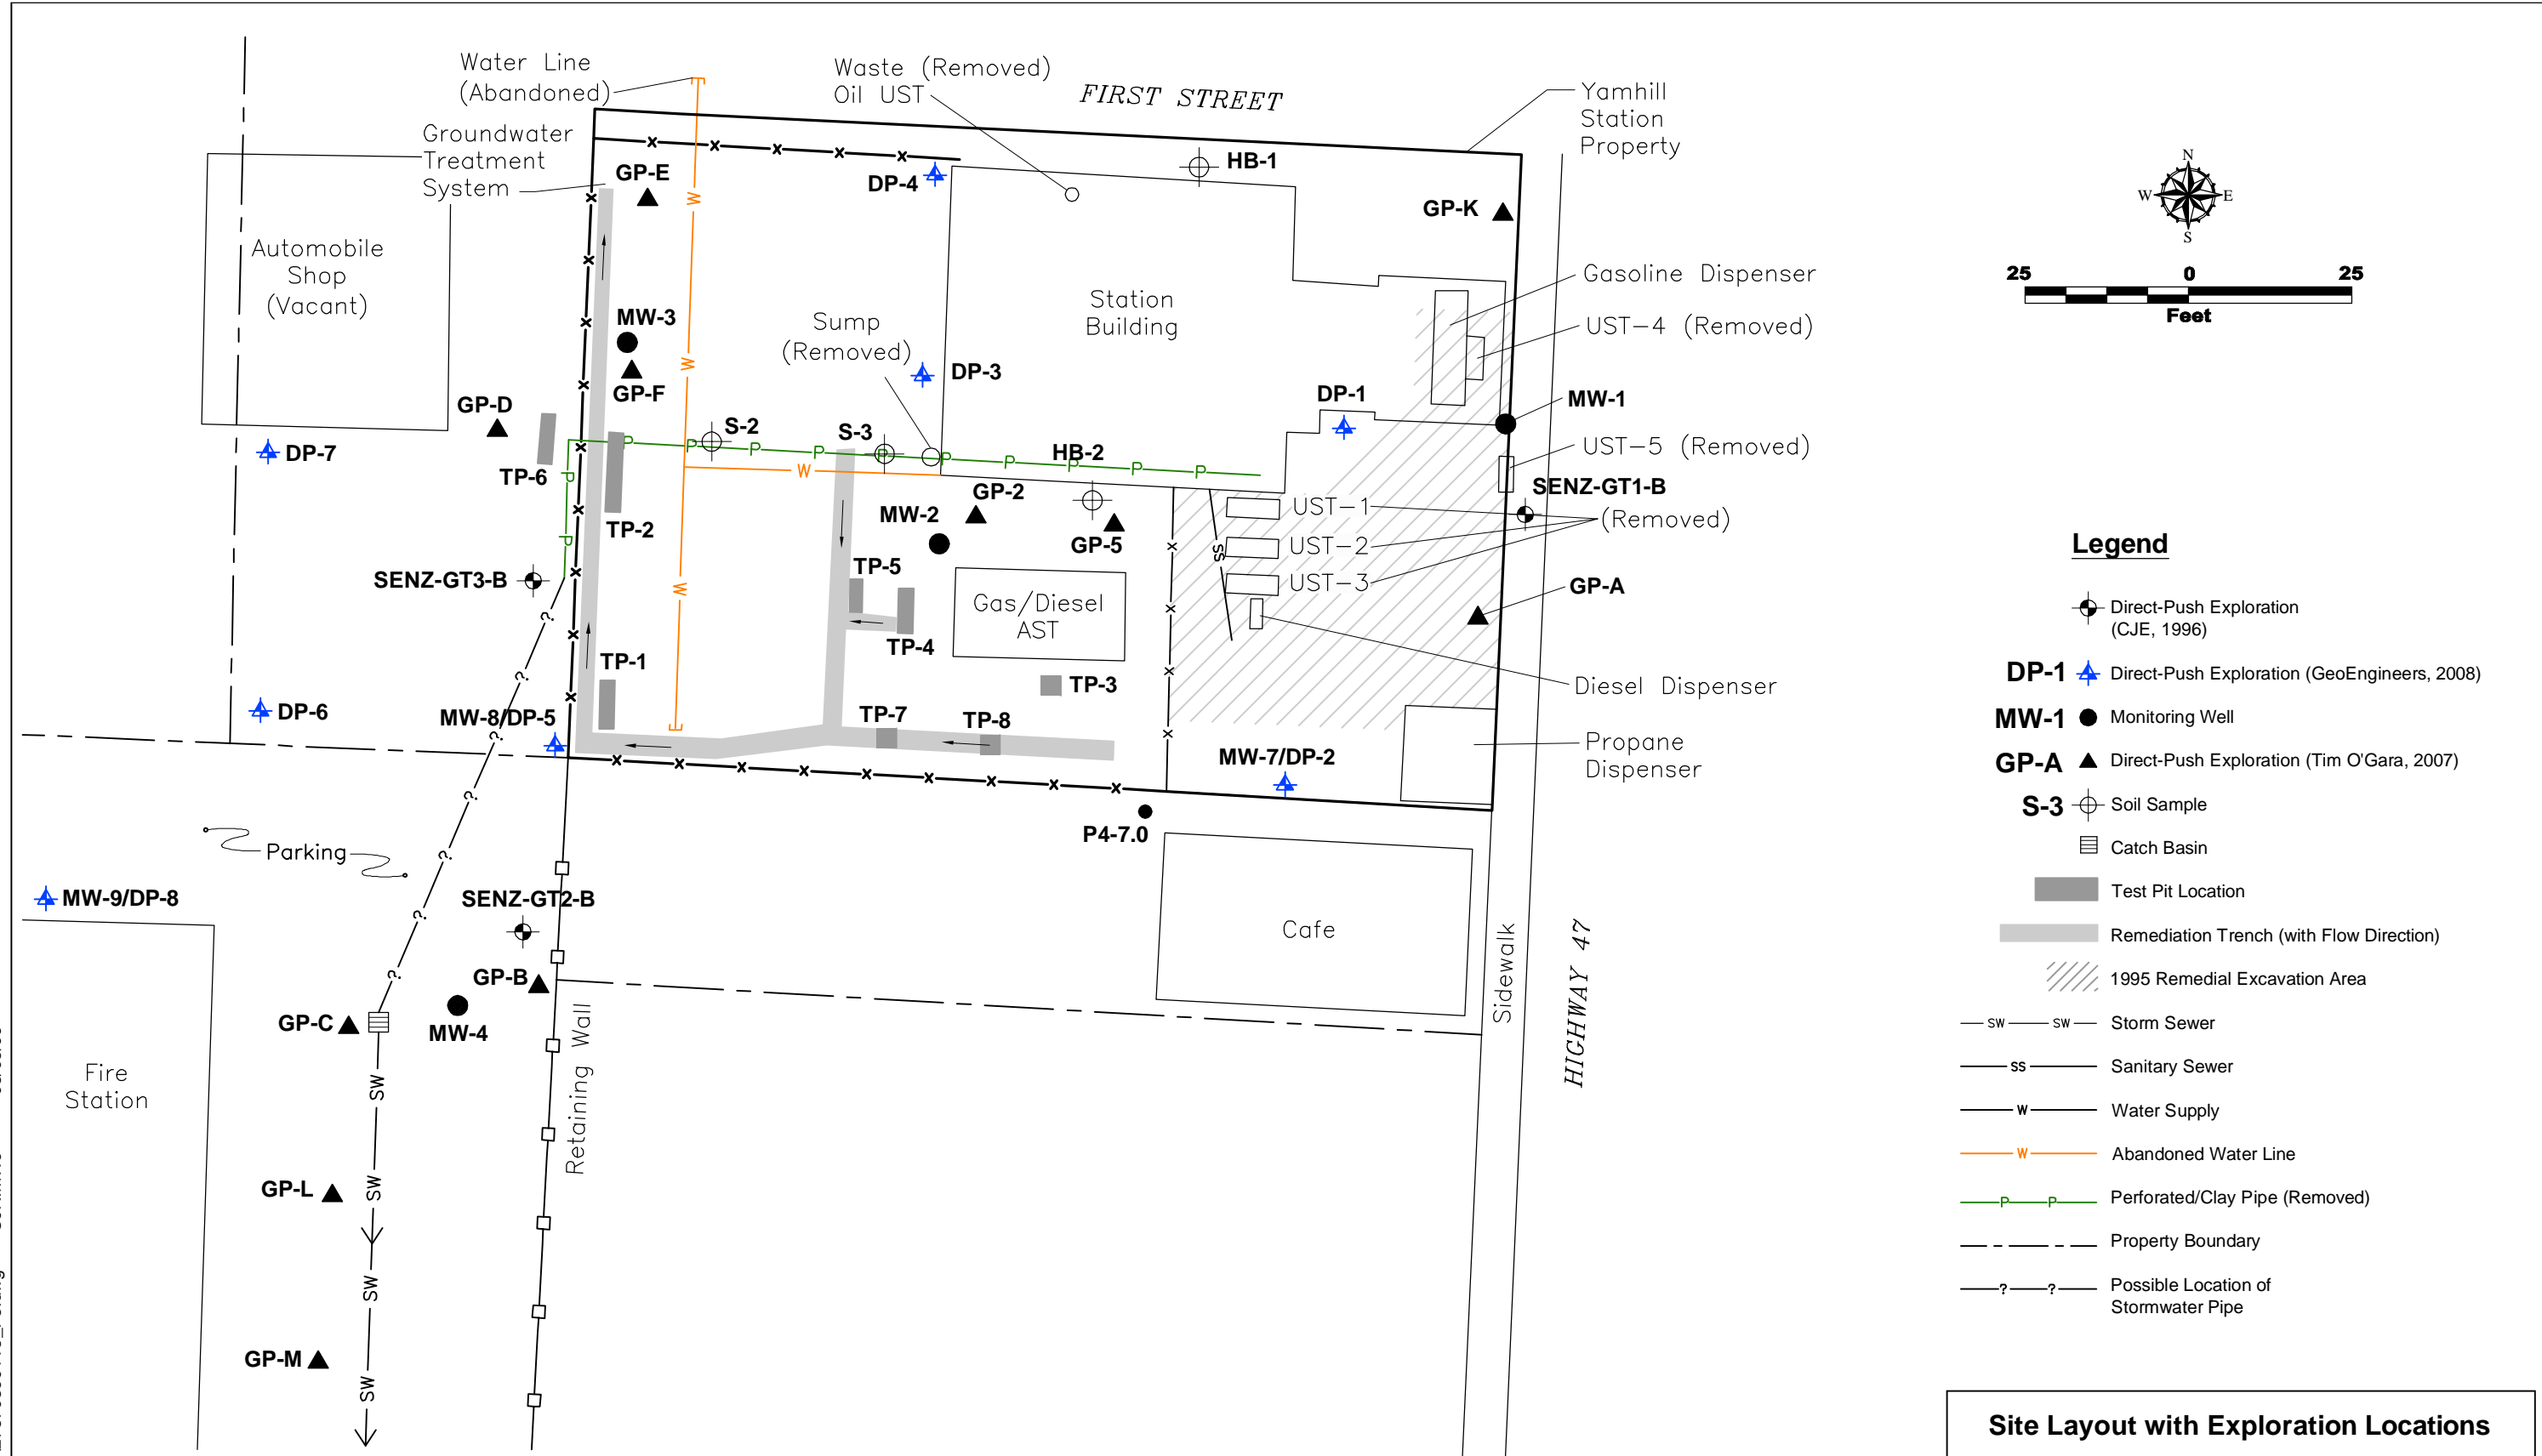 Water Line
(Abandoned)
Waste (Removed)
Oil UST
FIRST STREET
Yamhill
Station
Property
Groundwater
Treatment
System
GP-E
DP-4
HB-1
GP-K
N
W
E
S
Automobile
Shop
(Vacant)
25
0
25
Feet
Gasoline Dispenser
Station
Building
MW-3
Sump
(Removed)
UST-4 (Removed)
GP-F
DP-3
DP-1
MW-1
GP-D
S-2
S-3
HB-2
UST-5 (Removed)
DP-7
TP-6
TP-2
GP-2
MW-2
GP-5
SENZ-GT1-B
UST-1
UST-2
UST-3
(Removed)
SENZ-GT3-B
TP-5
Gas/Diesel
AST
TP-4
GP-A
TP-1
TP-3
Diesel Dispenser
DP-6
MW-8/DP-5
TP-7
TP-8
MW-7/DP-2
Propane
Dispenser
P4-7.0
Parking
MW-9/DP-8
SENZ-GT2-B
Cafe
Sidewalk
HIGHWAY 47
GP-B
GP-C
MW-4
Retaining Wall
Fire
Station
GP-L
GP-M
W
W
W
W
W
P
P
P
P
P
P
P
P
P
P
P
P
SS
SW
SW
SW
SW
?
?
?
?
?
?
?
Legend
Direct-Push Exploration
(CJE, 1996)
DP-1 Direct-Push Exploration (GeoEngineers, 2008)
MW-1 Monitoring Well
GP-A Direct-Push Exploration (Tim O'Gara, 2007)
S-3 Soil Sample
Catch Basin
Test Pit Location
Remediation Trench (with Flow Direction)
1995 Remedial Excavation Area
SW SW Storm Sewer
SS Sanitary Sewer
W Water Supply
W Abandoned Water Line
P P Perforated/Clay Pipe (Removed)
Property Boundary
? ? Possible Location of
Stormwater Pipe
Site Layout with Exploration Locations